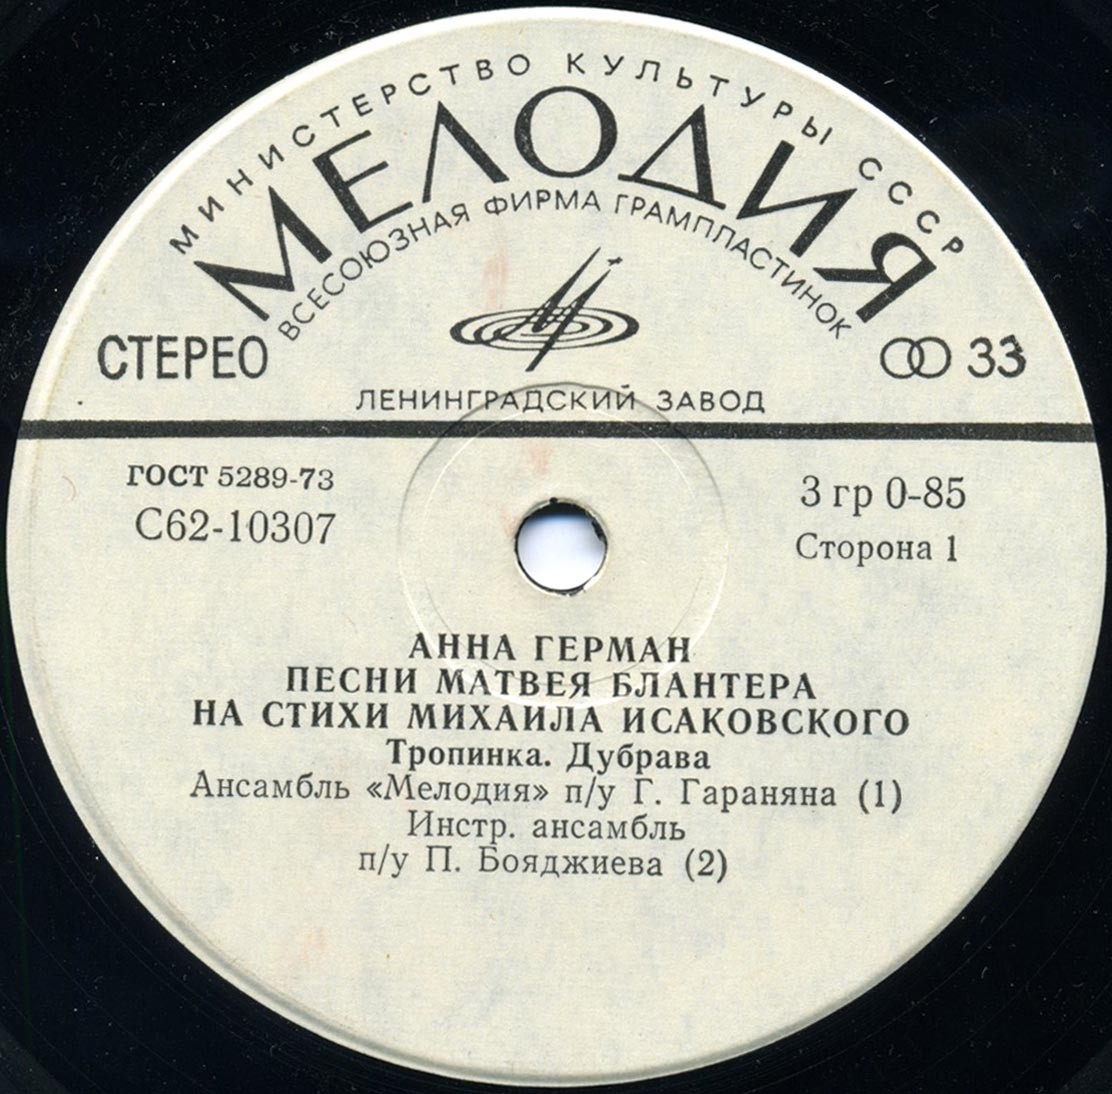 МИНИСТЕРСТВО КУЛЬТУРЫ СССР
МЕЛОДИЯ
ВСЕСОЮЗНАЯ ФИРМА ГРАМПЛАСТИНОК
СТЕРЕО
33
ЛЕНИНГРАДСКИЙ ЗАВОД
ГОСТ 5289-73
С62-10307
3 гр 0-85
Сторона 1
АННА ГЕРМАН
ПЕСНИ МАТВЕЯ БЛАНТЕРА
НА СТИХИ МИХАИЛА ИСАКОВСКОГО
Тропинка. Дубрава
Ансамбль «Мелодия» п/у Г. Гараняна (1)
Инстр. ансамбль
п/у П. Бояджиева (2)